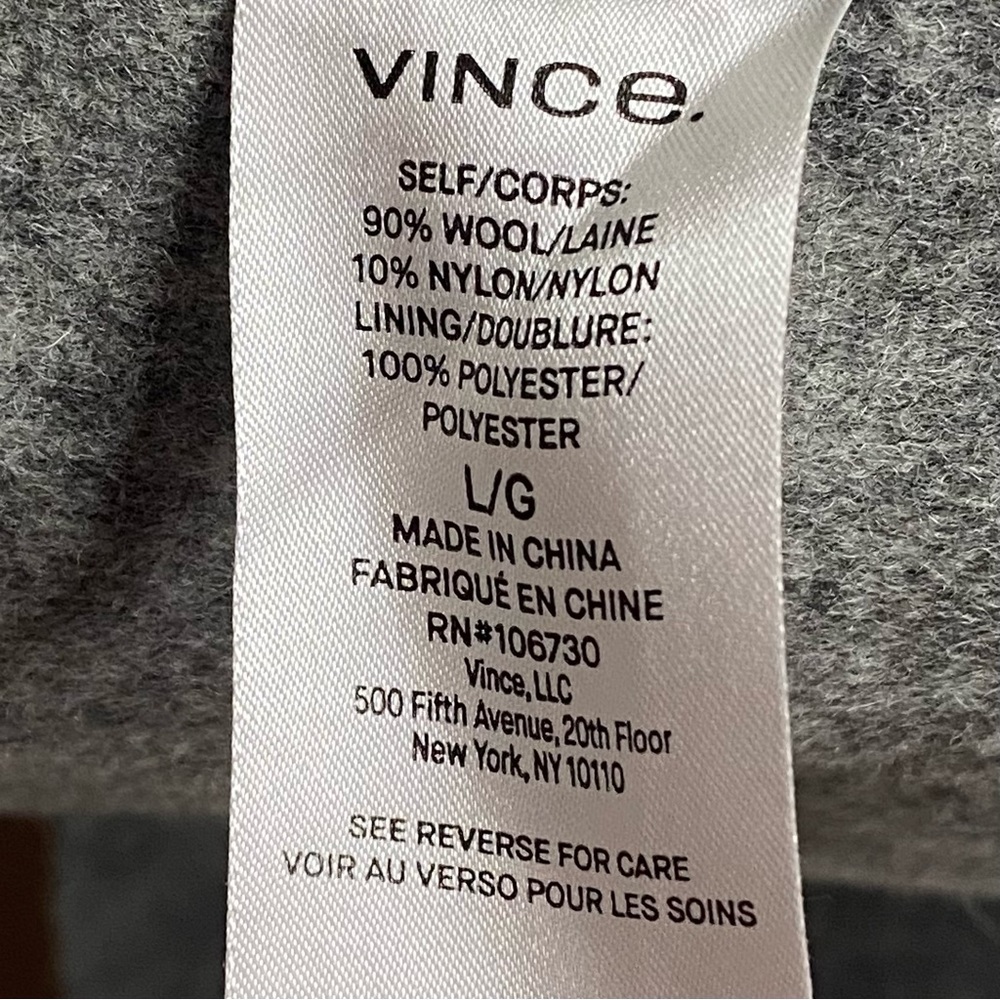 VINCe.
SELF/CORPS:
90% WOOL/LAINE
10% NYLON/NYLON
LINING/DOUBLURE:
100% POLYESTER/
POLYESTER
L/G
MADE IN CHINA
FABRIQUÉ EN CHINE
RN#106730
Vince, LLC
500 Fifth Avenue, 20th Floor
New York, NY 10110
SEE REVERSE FOR CARE
VOIR AU VERSO POUR LES SOINS